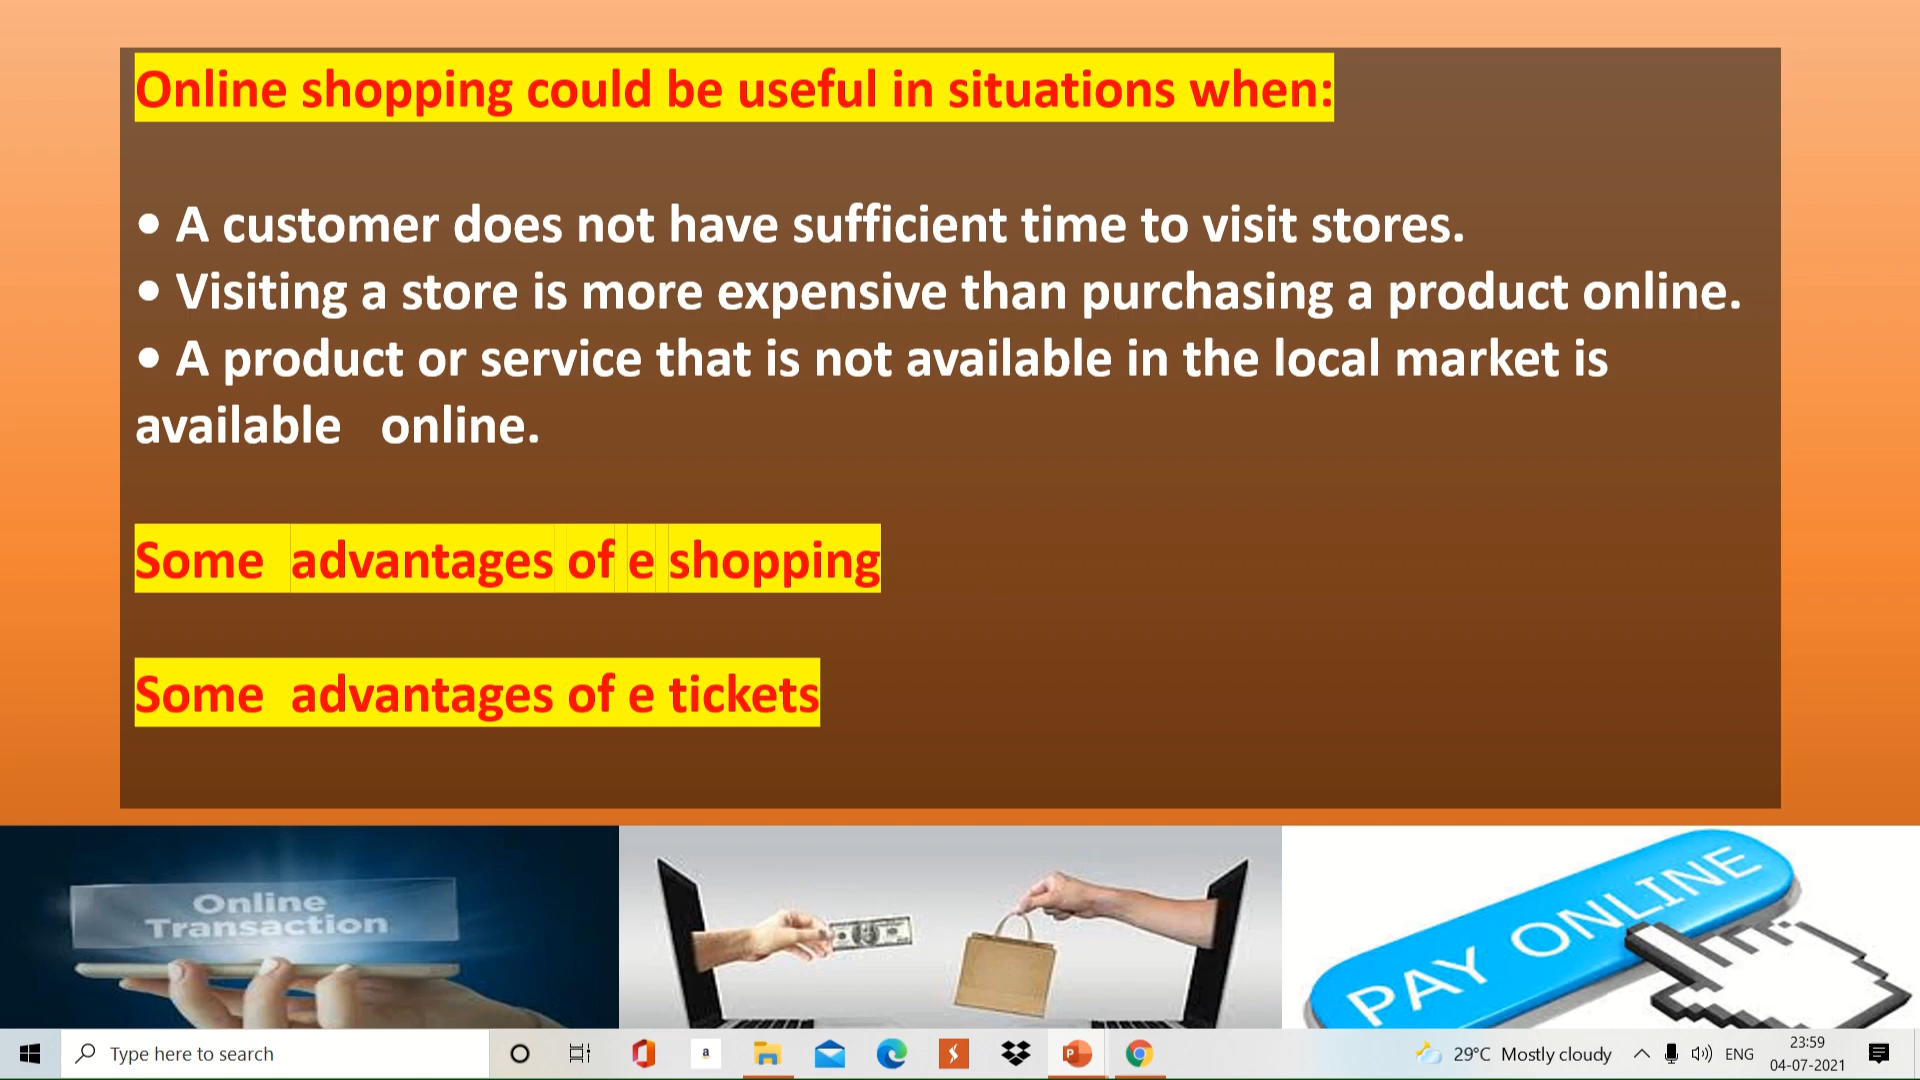 Online shopping could be useful in situations when:
• A customer does not have sufficient time to visit stores.
• Visiting a store is more expensive than purchasing a product online.
• A product or service that is not available in the local market is
available   online.
Some  advantages of e shopping
Some  advantages of e tickets
Online
Transaction
PAY ONLINE
Type here to search
a
P
29°C Mostly cloudy
ENG
23:59
04-07-2021